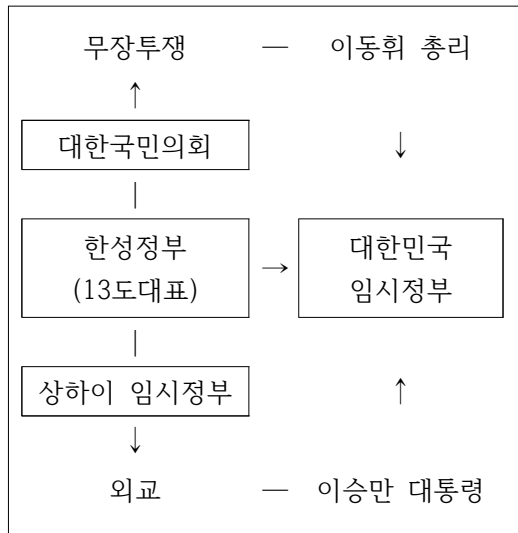 무장투쟁 — 이동휘 총리
↑
대한국민의회 ↓
한성정부 → 대한민국
(13도대표) 임시정부
상하이 임시정부 ↑
↓
외교 — 이승만 대통령